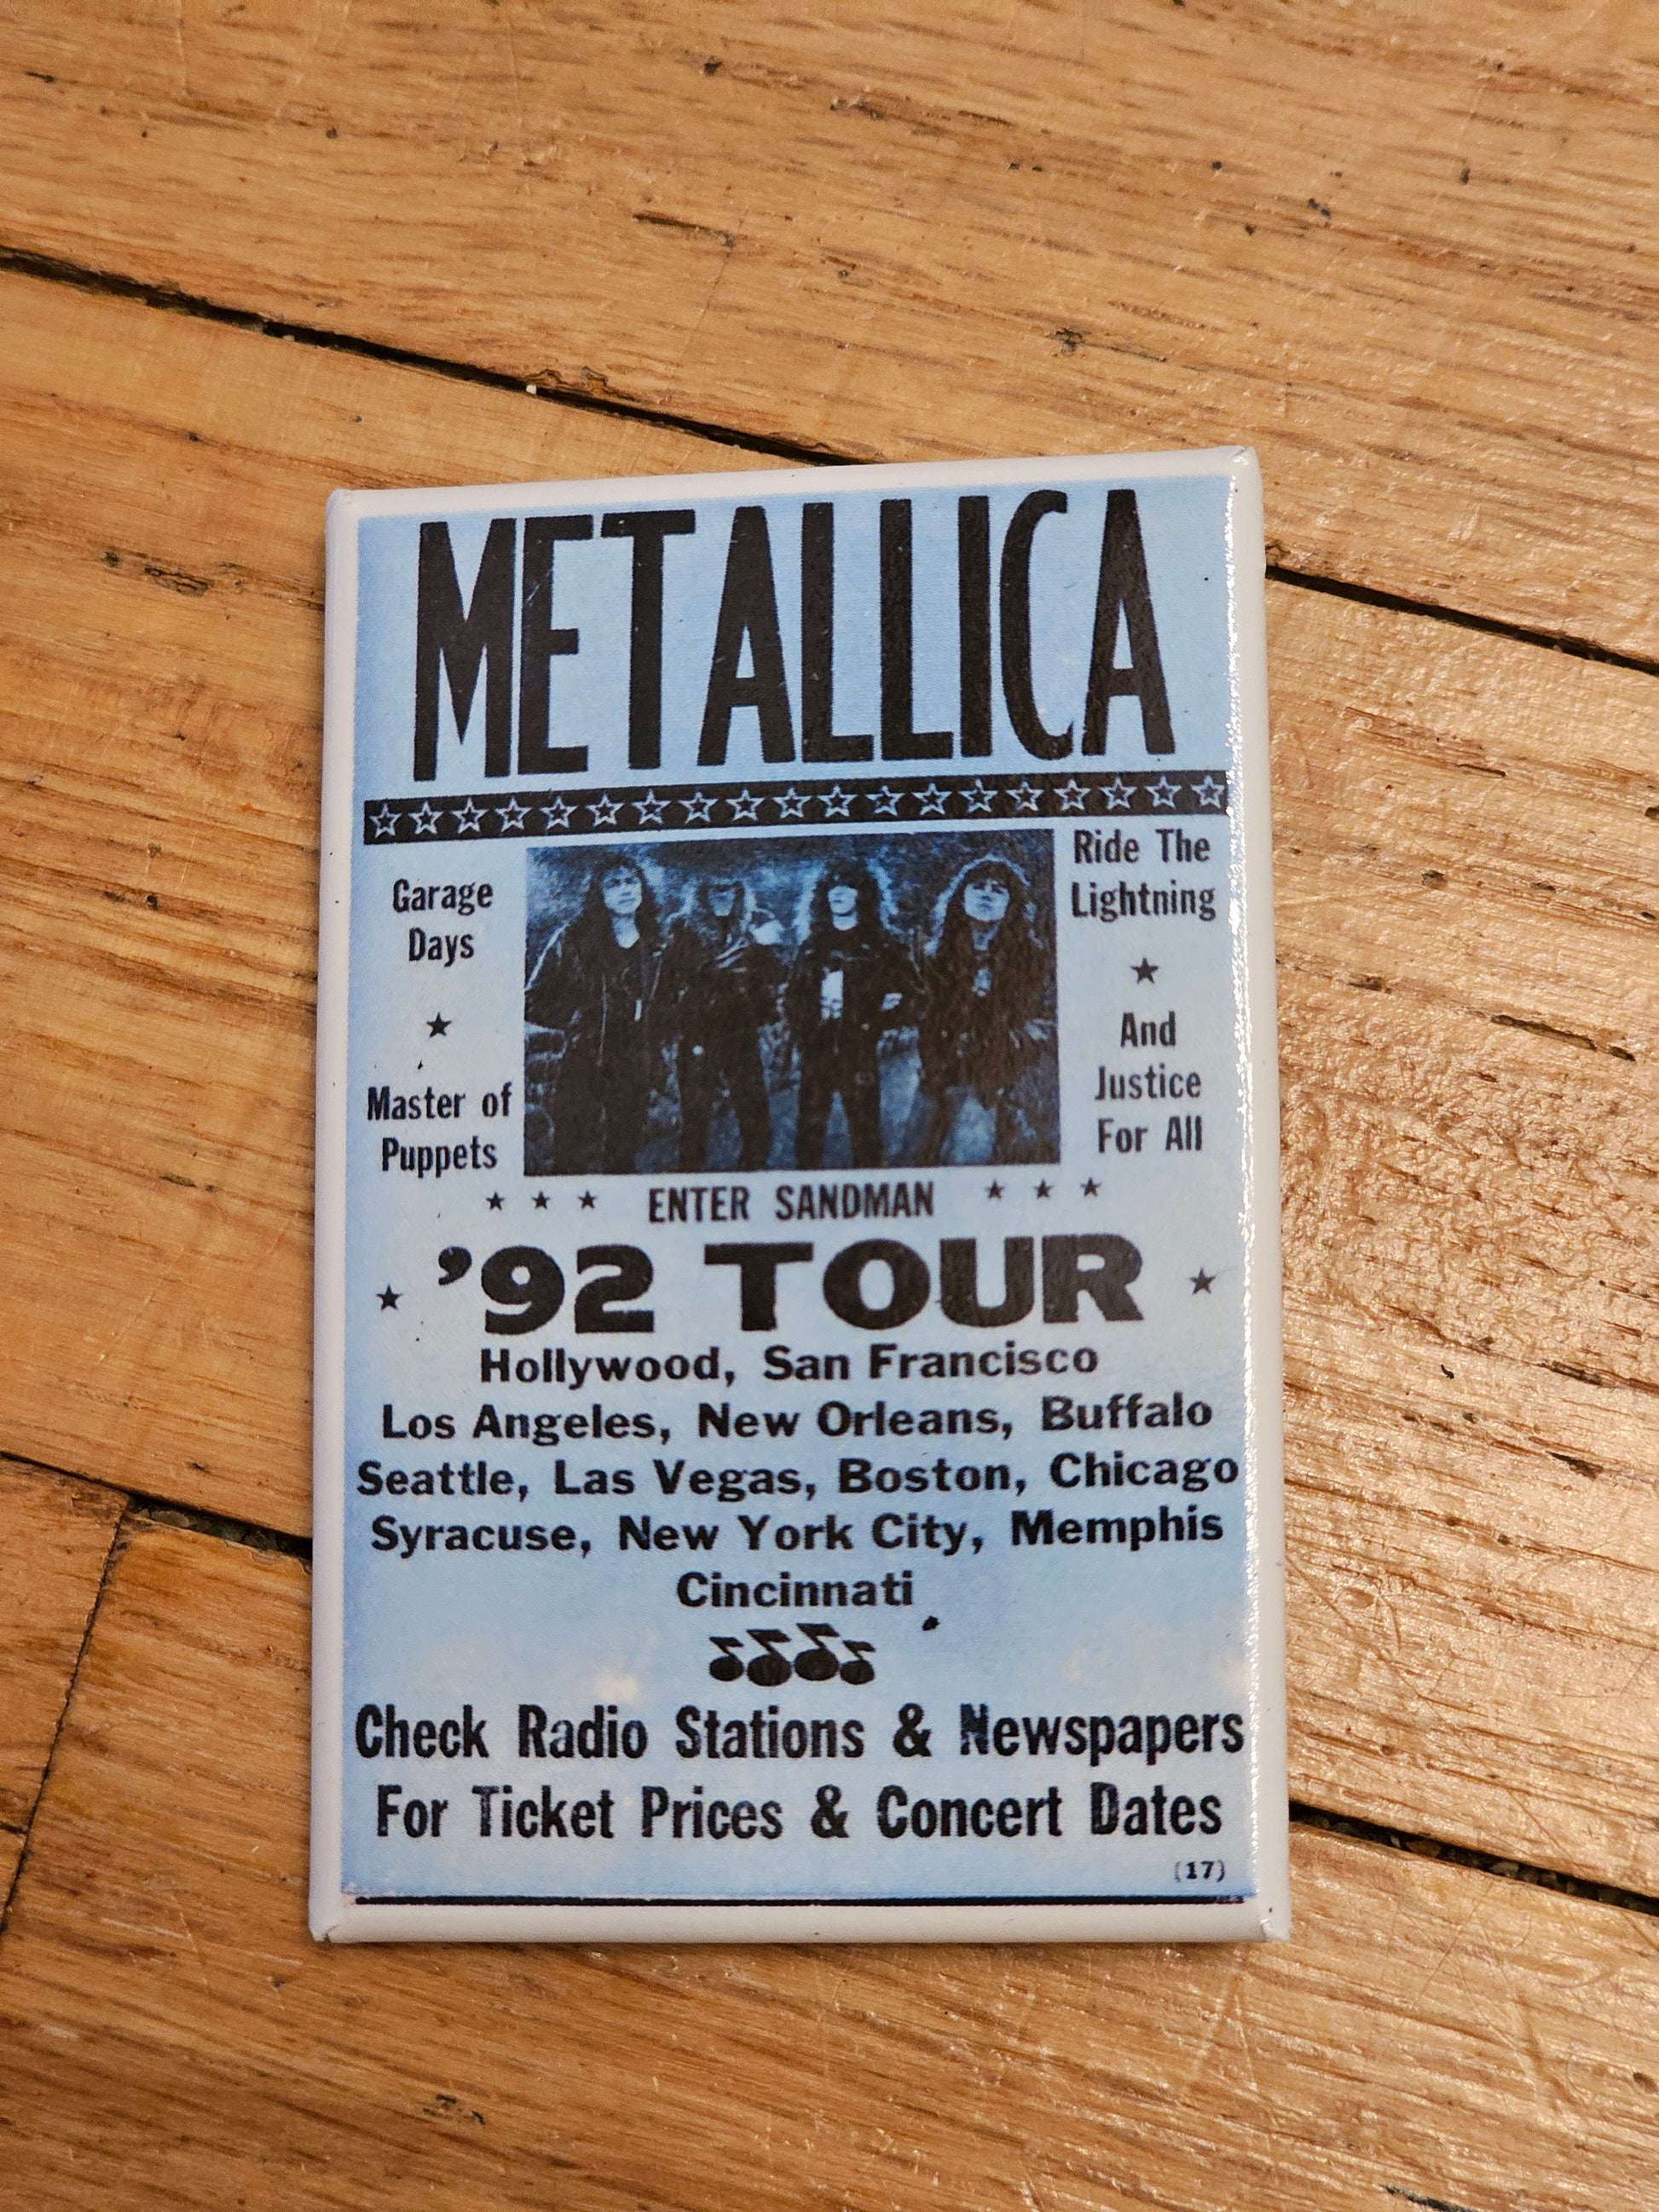 METALLICA
Garage
Days
Master of
Puppets
Ride The
Lightning
And
Justice
For All
ENTER SANDMAN
'92 TOUR
Hollywood, San Francisco
Los Angeles, New Orleans, Buffalo
Seattle, Las Vegas, Boston, Chicago
Syracuse, New York City, Memphis
Cincinnati
Check Radio Stations & Newspapers
For Ticket Prices & Concert Dates
(17)